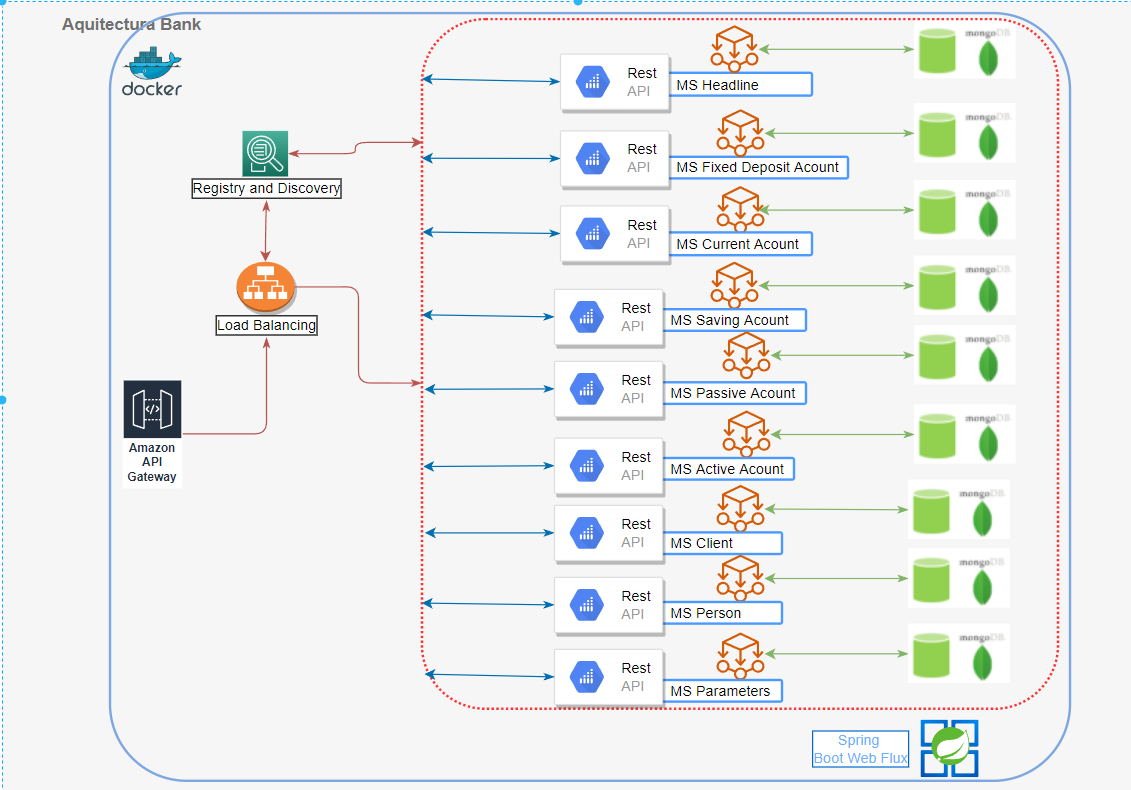 Aquitectura Bank
docker
Registry and Discovery
Load Balancing
Amazon
API
Gateway
Rest
API
MS Headline
mongoDB.
Rest
API
MS Fixed Deposit Acount
mongoDB.
Rest
API
MS Current Acount
mongoDB.
Rest
API
MS Saving Acount
mongoDB.
Rest
API
MS Passive Acount
mongoDB.
Rest
API
MS Active Acount
mongoDB.
Rest
API
MS Client
mongoDB.
Rest
API
MS Person
mongoDB.
Rest
API
MS Parameters
mongoDB.
Spring
Boot Web Flux